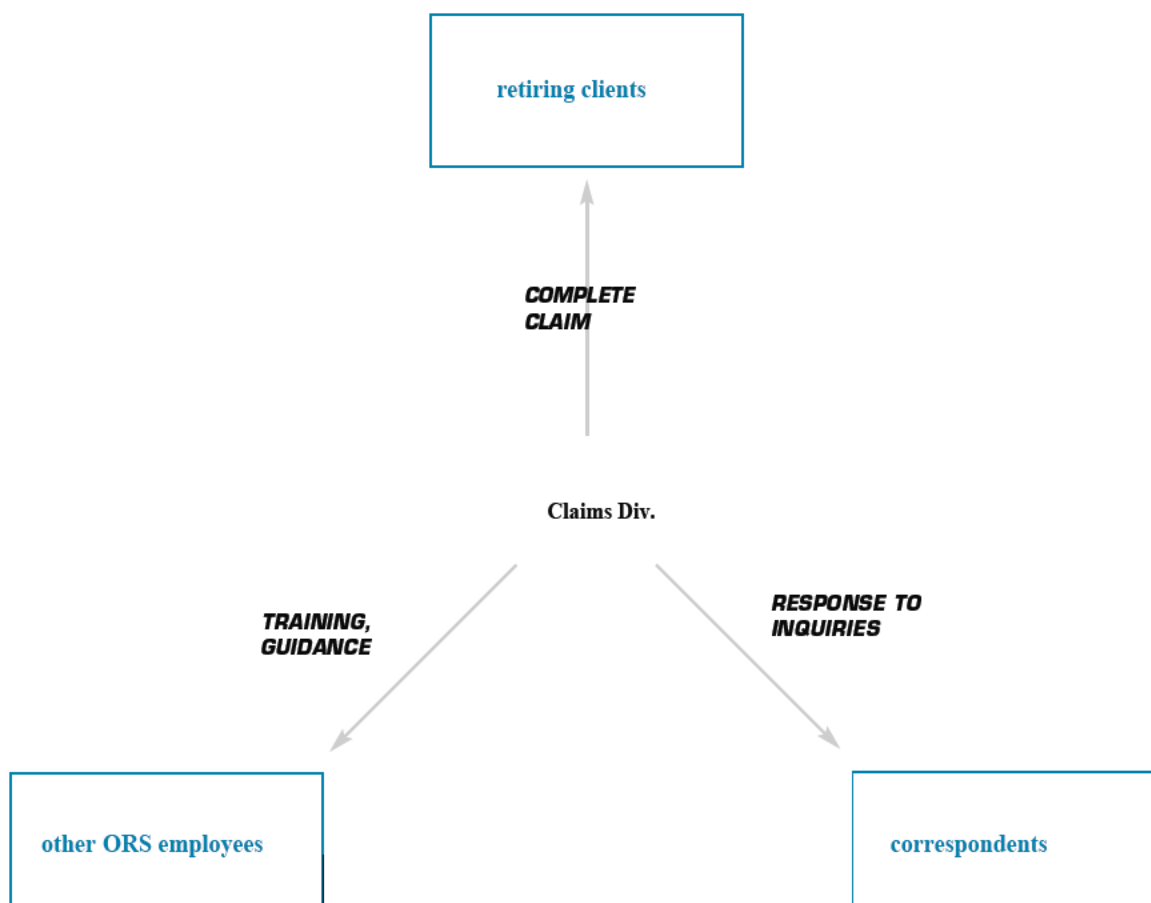 retiring clients
COMPLETE
CLAIM
Claims Div.
TRAINING,
GUIDANCE
RESPONSE TO
INQUIRIES
other ORS employees
correspondents